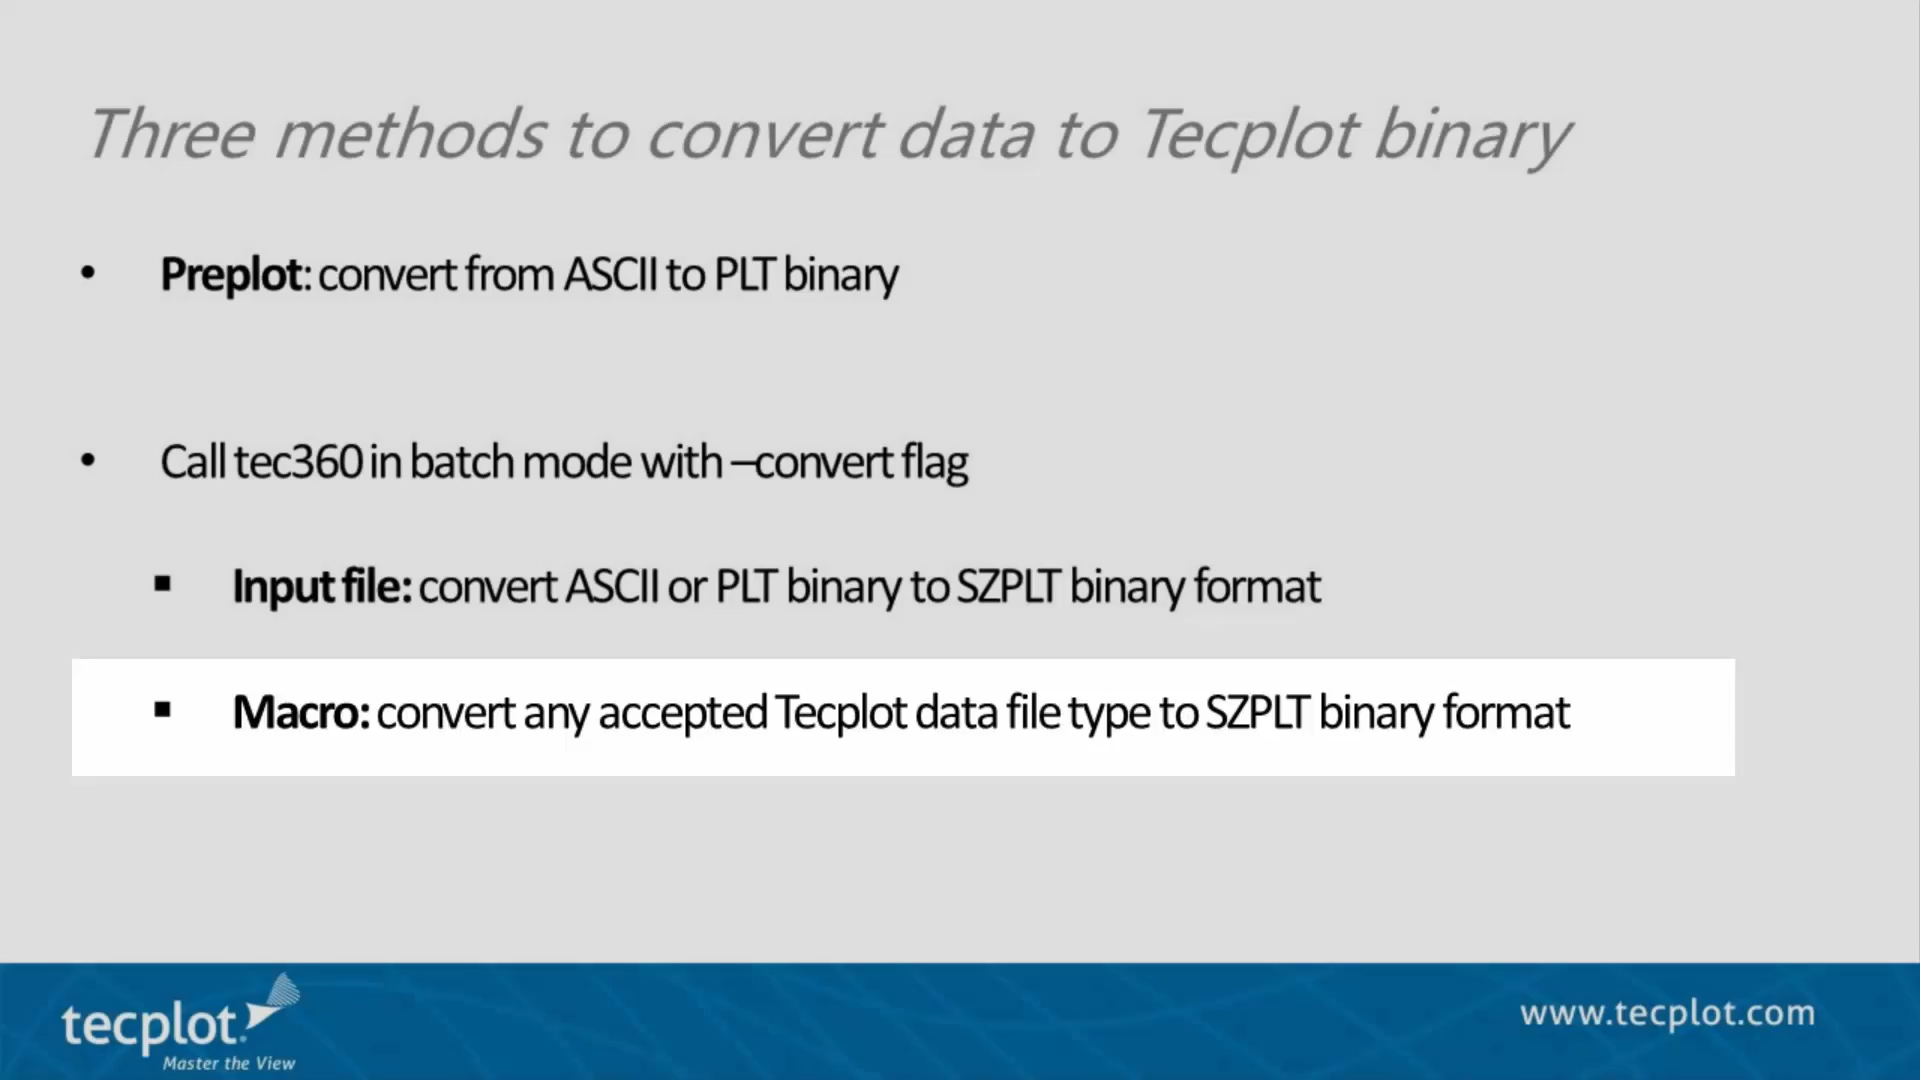 Three methods to convert data to Tecplot binary
• Preplot: convert from ASCII to PLT binary
• Call tec360 in batch mode with –convert flag
▪ Input file: convert ASCII or PLT binary to SZPLT binary format
▪ Macro: convert any accepted Tecplot data file type to SZPLT binary format
tecplot.
Master the View
www.tecplot.com